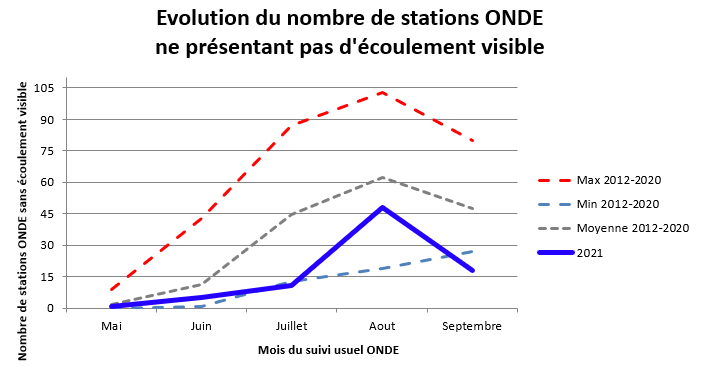 Evolution du nombre de stations ONDE
ne présentant pas d'écoulement visible
Nombre de stations ONDE sans écoulement visible
105
90
75
60
45
30
15
0
Mai
Juin
Juillet
Aout
Septembre
Mois du suivi usuel ONDE
Max 2012-2020
Min 2012-2020
Moyenne 2012-2020
2021